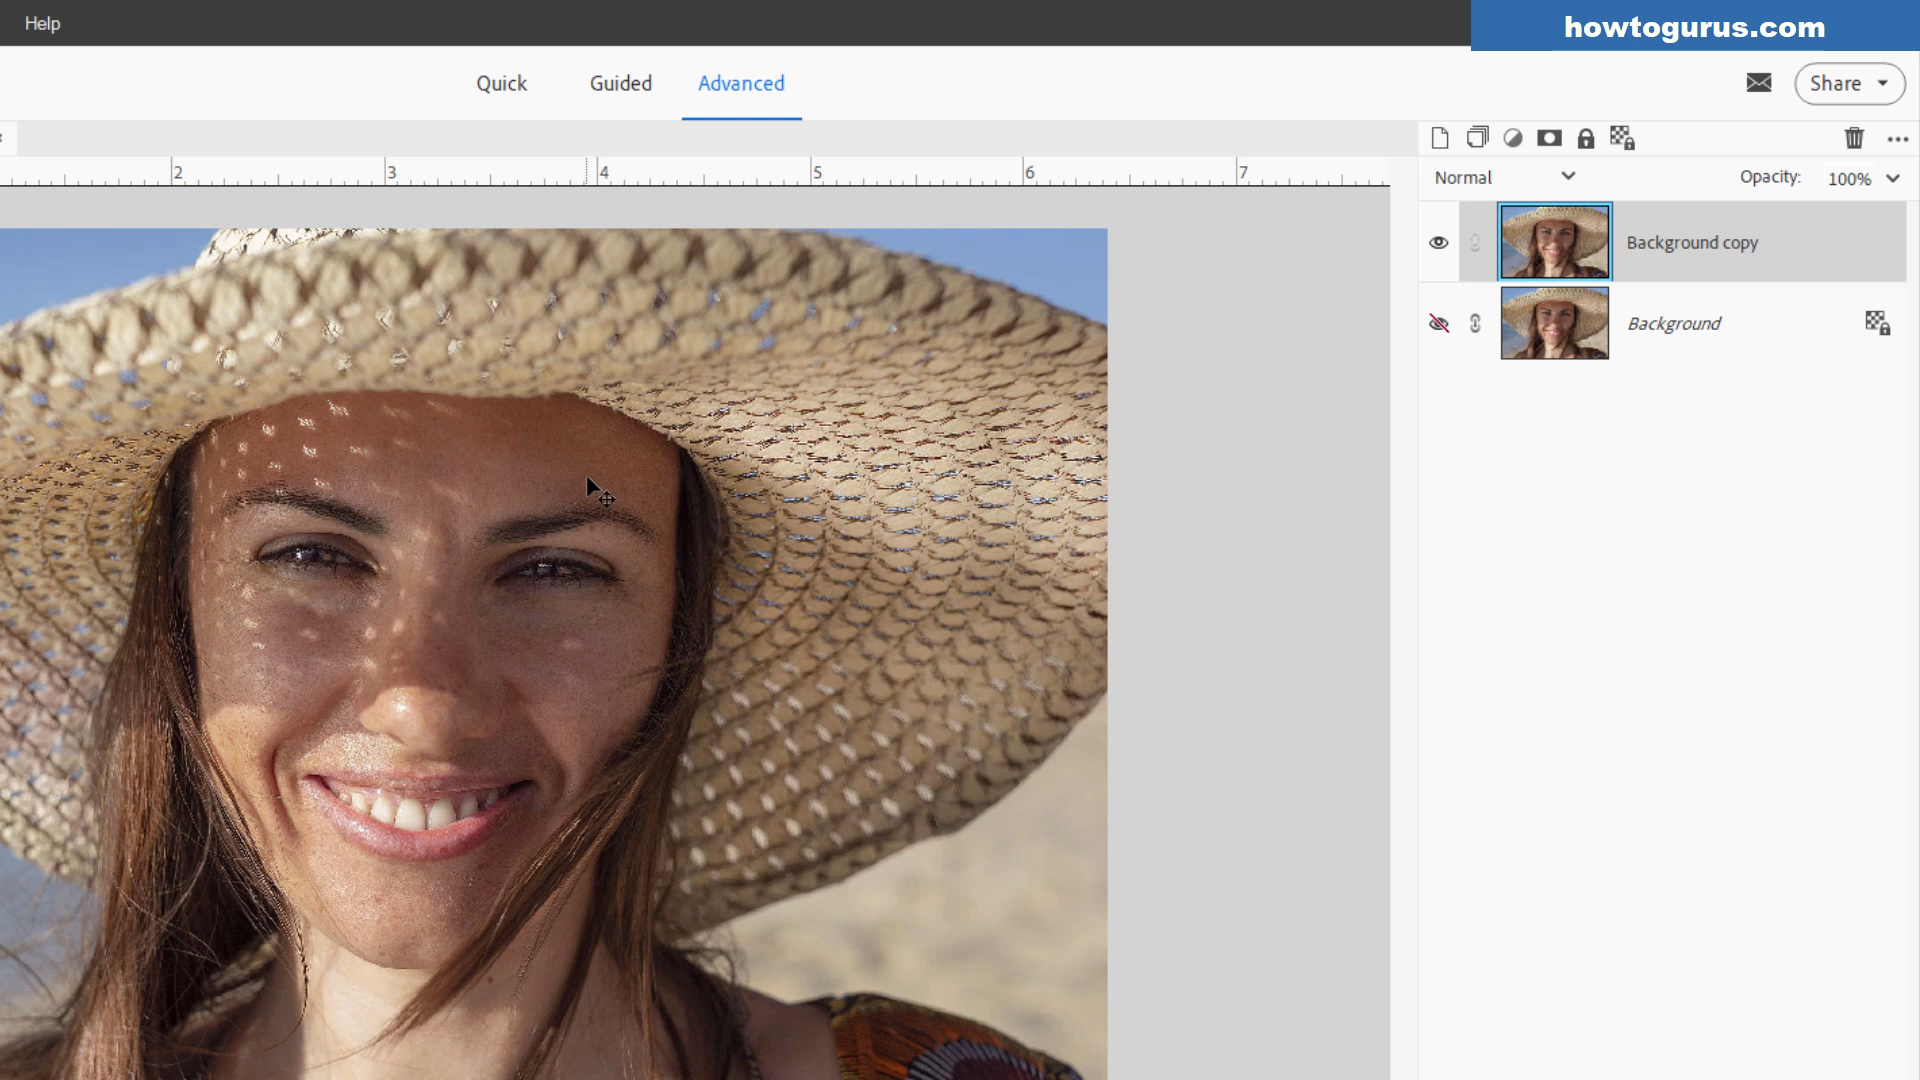 Help
howtogurus.com
Quick Guided Advanced
Share
2 3 4 5 6 7
Normal Opacity: 100%
Background copy
Background